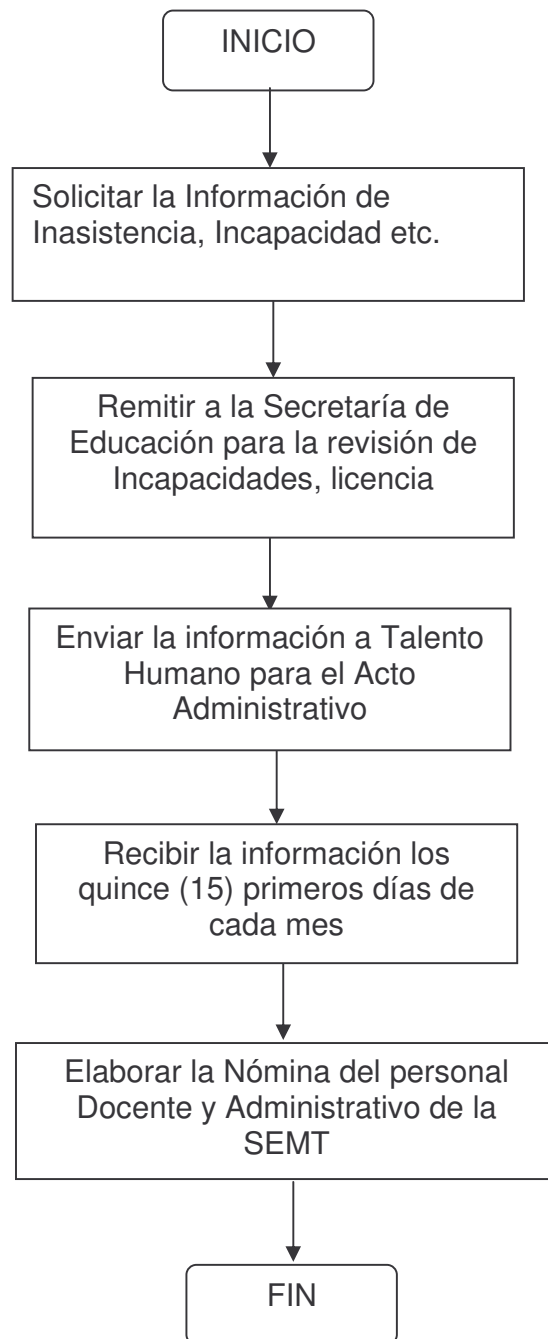 INICIO
Solicitar la Información de
Inasistencia, Incapacidad etc.
Remitir a la Secretaría de
Educación para la revisión de
Incapacidades, licencia
Enviar la información a Talento
Humano para el Acto
Administrativo
Recibir la información los
quince (15) primeros días de
cada mes
Elaborar la Nómina del personal
Docente y Administrativo de la
SEMT
FIN